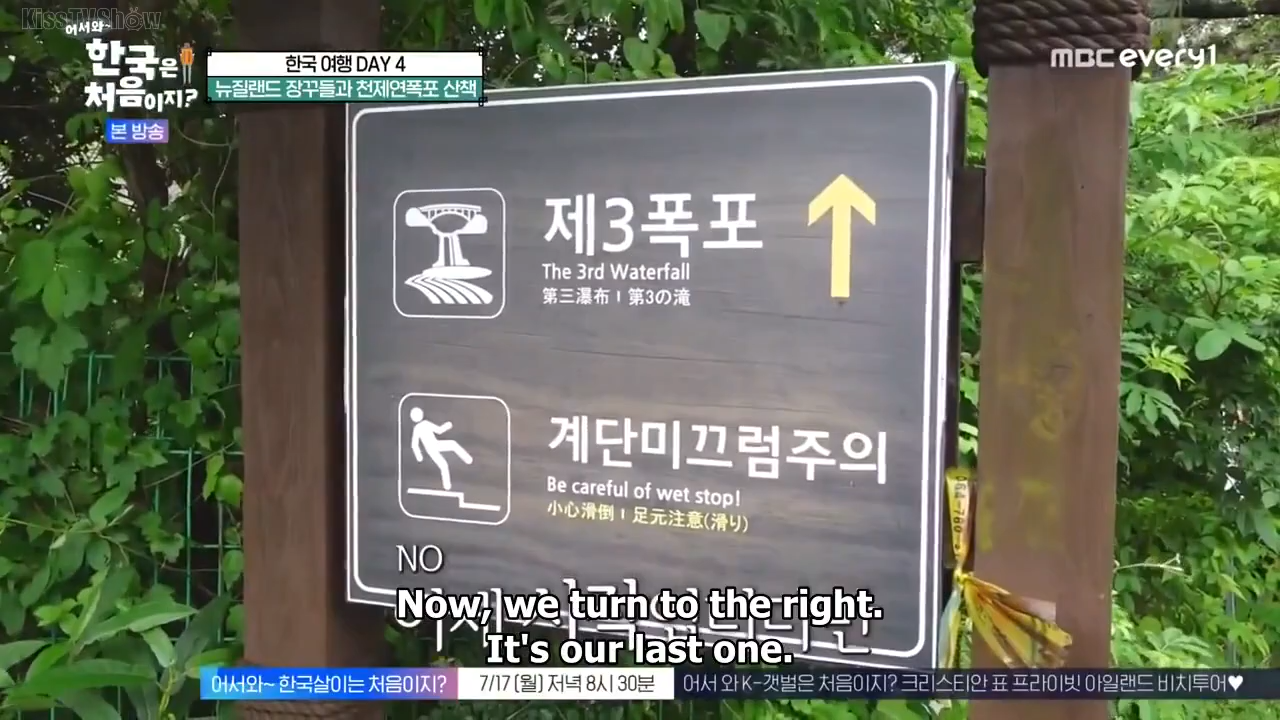 KissTVShow
어서와~
한국은
처음이지?
본 방송
한국 여행 DAY 4
뉴질랜드 장꾸들과 천제연폭포 산책
MBC every1
제3폭포
The 3rd Waterfall
第三瀑布 I 第3の滝
계단미끄럼주의
Be careful of wet stop!
小心滑倒 I 足元注意(滑り)
NO
Now, we turn to the right.
It's our last one.
어서와~ 한국살이는 처음이지?
7/17 (월) 저녁 8시 30분
어서 와 K-갯벌은 처음이지? 크리스티안 표 프라이빗 아일랜드 비치투어♥